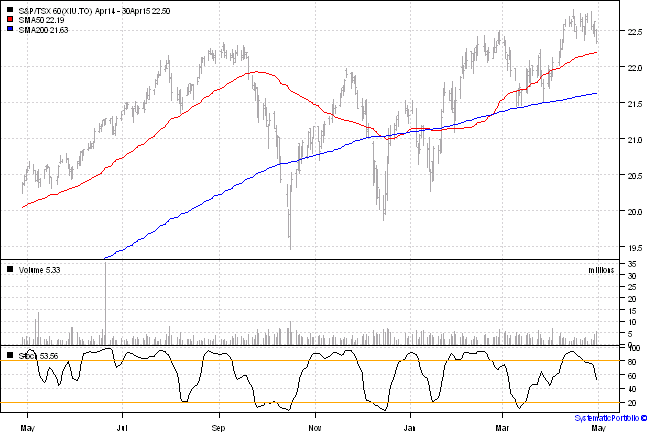 S&P/TSX 60(XIU.TO) Apr14 - 30Apr15 22.50
SMA50 22.19
SMA200 21.63
22.5
22.0
21.5
21.0
20.5
20.0
19.5
Volume 5.33
millions
35
30
25
20
15
10
5
0
Stoch 53.56
100
80
60
40
20
May
Jul
Sep
Nov
Jan
Mar
May
SystematicPortfolio ©